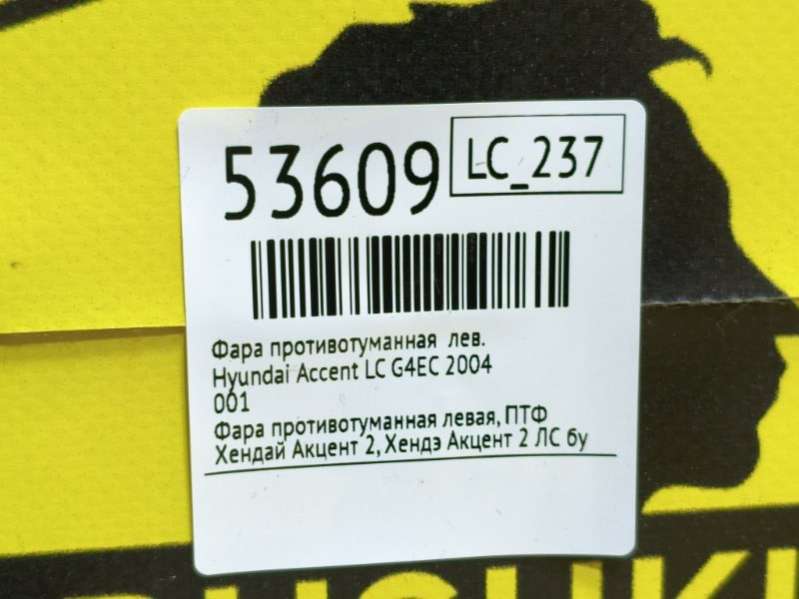 53609
LC_237
Фара противотуманная лев.
Hyundai Accent LC G4EC 2004
001
Фара противотуманная левая, ПТФ
Хендай Акцент 2, Хендэ Акцент 2 ЛС бу